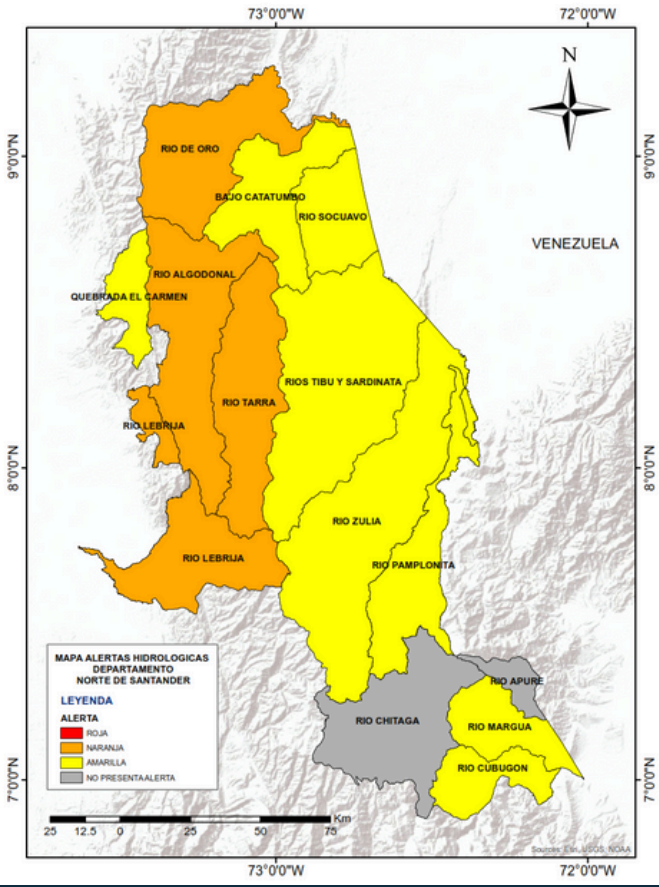 73°0'0"W
72°0'0"W
N
9°0'0"N
9°0'0"N
RIO DE ORO
BAJO CATATUMBO
RIO SOCUAVO
VENEZUELA
RIO ALGODONAL
QUEBRADA EL CARMEN
RIOS TIBU Y SARDINATA
RIO TARRA
RIO LEBRIJA
8°0'0"N
8°0'0"N
RIO ZULIA
RIO LEBRIJA
RIO PAMPLONITA
MAPA ALERTAS HIDROLOGICAS
DEPARTAMENTO
NORTE DE SANTANDER
LEYENDA
ALERTA
ROJA
NARANJA
AMARILLA
NO PRESENTA ALERTA
RIO APURE
RIO CHITAGA
RIO MARGUA
RIO CUBUGON
7°0'0"N
7°0'0"N
Km
25 12.5 0 25 50 75
Sources: Esri, USGS, NOAA
73°0'0"W
72°0'0"W